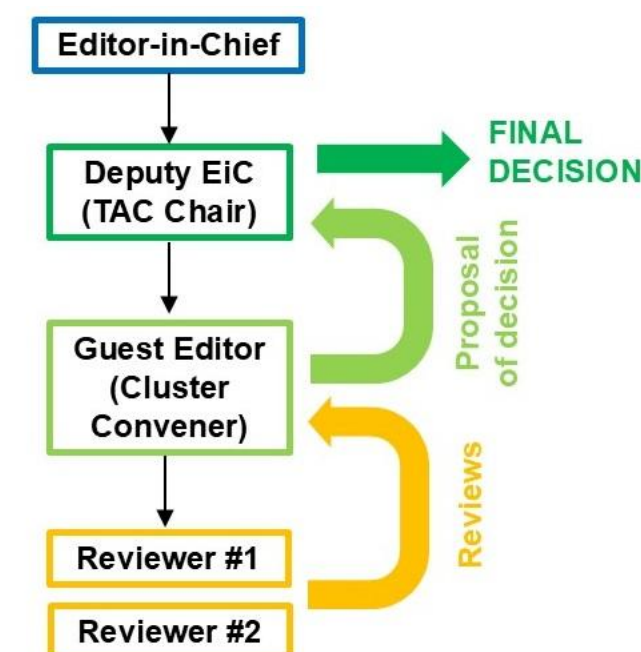 Editor-in-Chief
Deputy EiC
(TAC Chair)
FINAL
DECISION
Proposal
of decision
Guest Editor
(Cluster
Convener)
Reviews
Reviewer #1
Reviewer #2